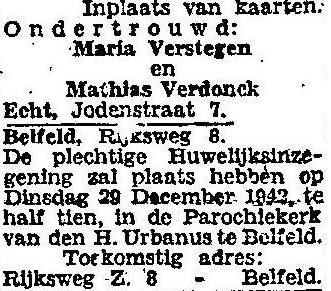 Inplaats van kaarten.
Ondertrouwd:
Maria Verstegen
en
Mathias Verdonck
Echt, Jodenstraat 7.
Belfeld, Rijksweg 8.
De plechtige Huwelijksinze-
gening zal plaats hebben op
Dinsdag 29 December 1942, te
half tien, in de Parochiekerk
van den H. Urbanus te Belfeld.
Toekomstig adres:
Rijksweg Z. 8 - Belfeld.